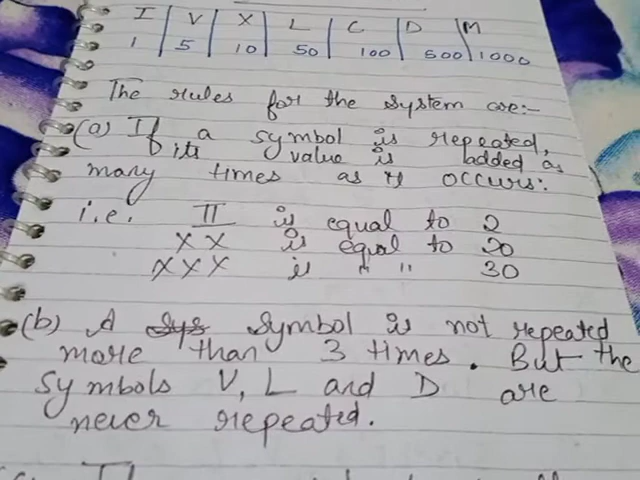 I V X L C D M
1 5 10 50 100 500 1000
The rules for the system are:-
(a) If a symbol is repeated,
its value is added as
many times as it occurs:
i.e. II is equal to 2
XX is equal to 20
XXX is " " 30
(b) A symbol is not repeated
more than 3 times. But the
symbols V, L and D are
never repeated.